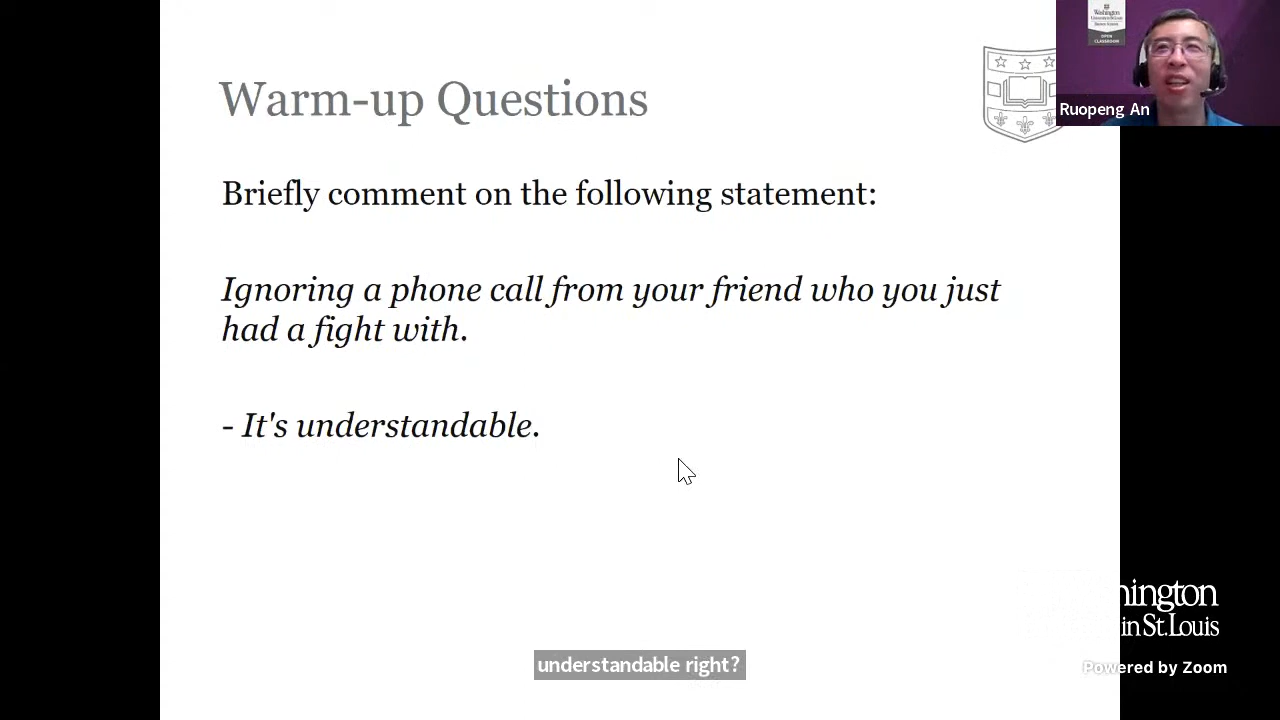 Warm-up Questions
Ruopeng An
Briefly comment on the following statement:
Ignoring a phone call from your friend who you just
had a fight with.
- It's understandable.
hington
in St. Louis
understandable right?
Powered by Zoom